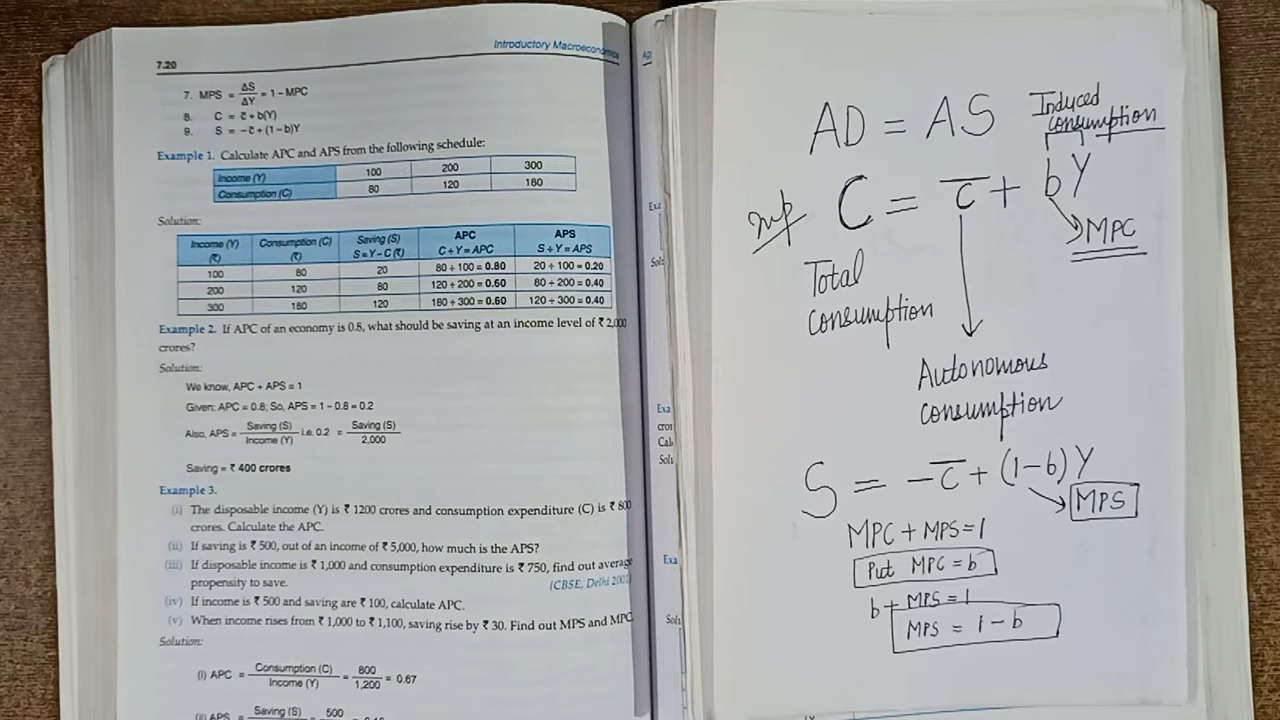 7.20
Introductory Macroeconomics
7. MPS = ΔS/ΔY = 1 – MPC
8. C = c̄ + b(Y)
9. S = –c̄ + (1 – b)Y
Example 1. Calculate APC and APS from the following schedule:
Income (Y) 100 200 300
Consumption (C) 80 120 180
Solution:
Income (Y) (₹) Consumption (C) (₹) Saving (S) S = Y – C (₹) APC C ÷ Y = APC APS S ÷ Y = APS
100 80 20 80 ÷ 100 = 0.80 20 ÷ 100 = 0.20
200 120 80 120 ÷ 200 = 0.60 80 ÷ 200 = 0.40
300 180 120 180 ÷ 300 = 0.60 120 ÷ 300 = 0.40
Example 2. If APC of an economy is 0.8, what should be saving at an income level of ₹ 2,000
crores?
Solution:
We know, APC + APS = 1
Given: APC = 0.8; So, APS = 1 – 0.8 = 0.2
Also, APS = Saving (S)/Income (Y) i.e. 0.2 = Saving (S)/2,000
Saving = ₹ 400 crores
Example 3.
(i) The disposable income (Y) is ₹ 1200 crores and consumption expenditure (C) is ₹ 800
crores. Calculate the APC.
(ii) If saving is ₹ 500, out of an income of ₹ 5,000, how much is the APS?
(iii) If disposable income is ₹ 1,000 and consumption expenditure is ₹ 750, find out average
propensity to save. (CBSE, Delhi 2001)
(iv) If income is ₹ 500 and saving are ₹ 100, calculate APC.
(v) When income rises from ₹ 1,000 to ₹ 1,100, saving rise by ₹ 30. Find out MPS and MPC
Solution:
(i) APC = Consumption (C)/Income (Y) = 800/1,200 = 0.67
(ii) APS = Saving (S) = 500
AD = AS
Induced
consumption
Imp C = c̄ + bY
MPC
Total
consumption
Autonomous
consumption
S = –c̄ + (1–b)Y
MPS
MPC + MPS = 1
Put MPC = b
b + MPS = 1
MPS = 1 – b